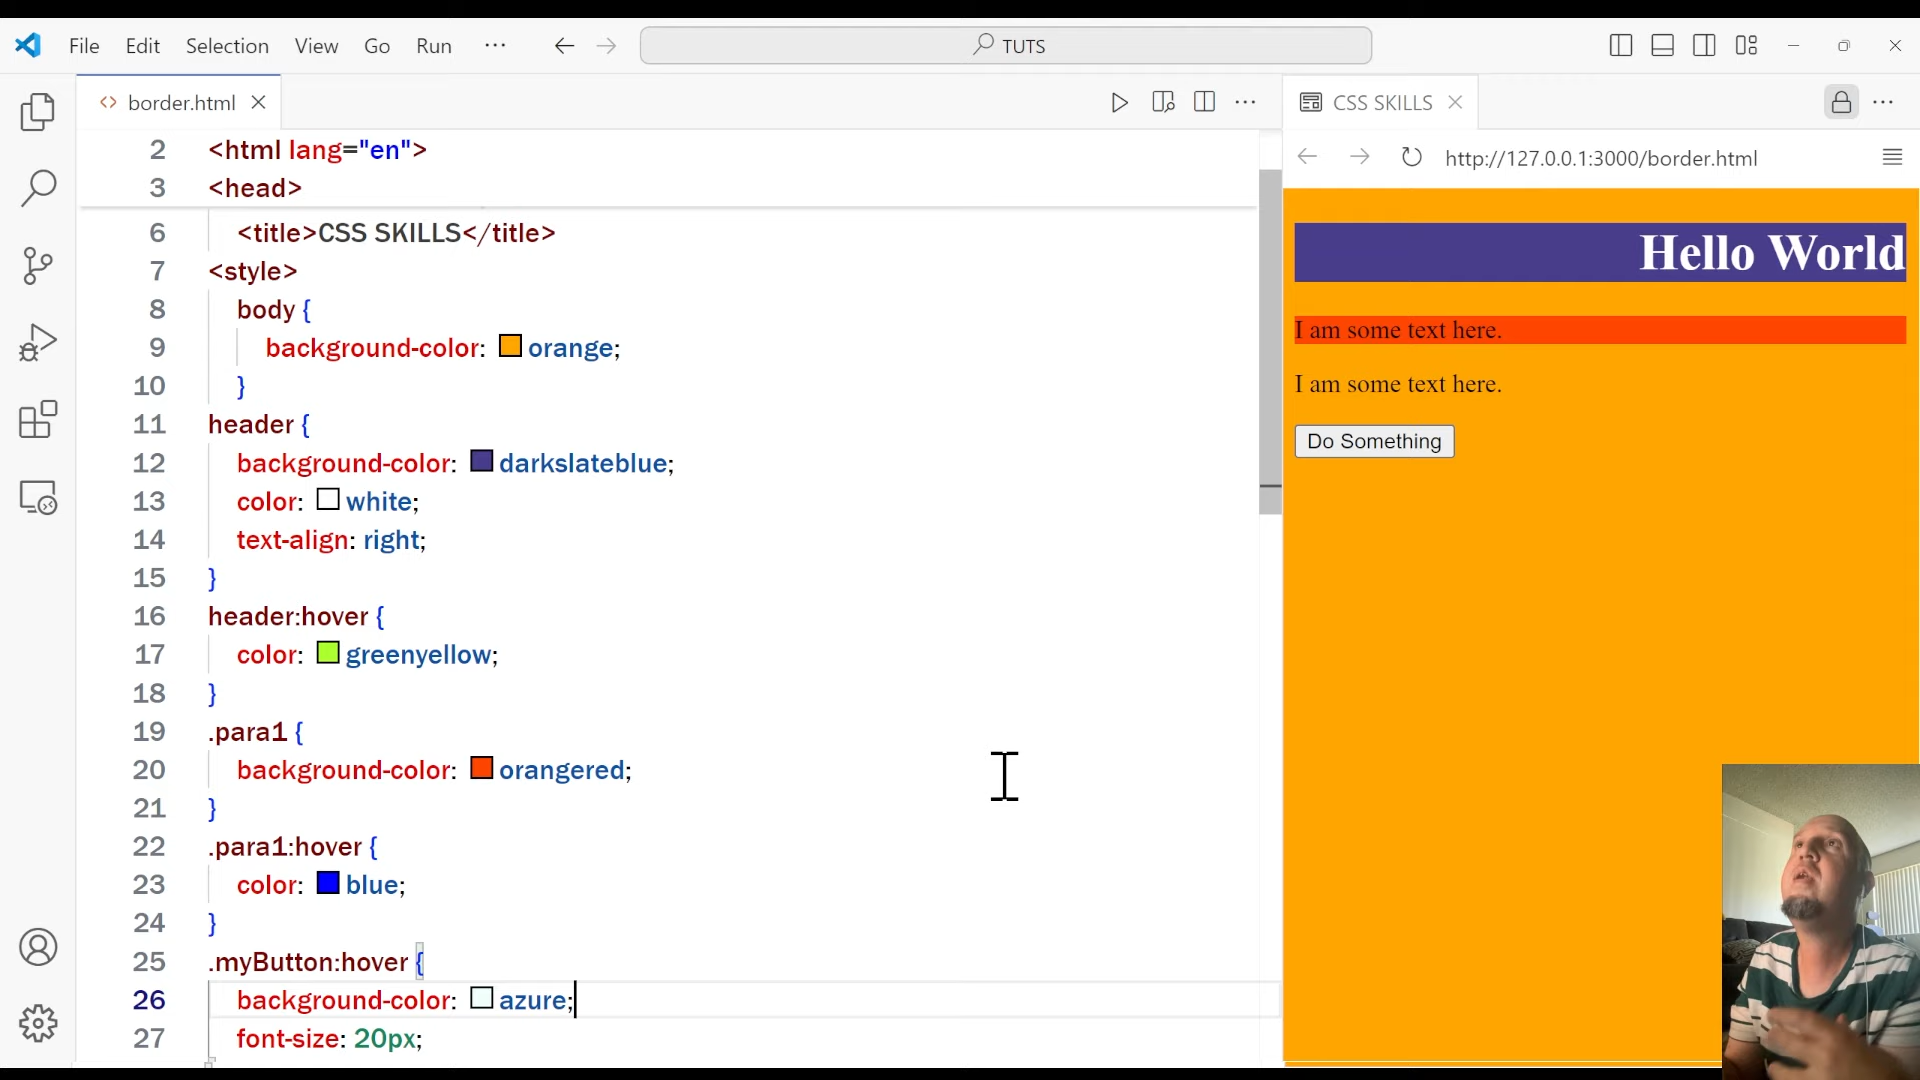 File Edit Selection View Go Run ··· TUTS
border.html
CSS SKILLS
http://127.0.0.1:3000/border.html
2 <html lang="en">
3 <head>
6 <title>CSS SKILLS</title>
7 <style>
8 body {
9 background-color: orange;
10 }
11 header {
12 background-color: darkslateblue;
13 color: white;
14 text-align: right;
15 }
16 header:hover {
17 color: greenyellow;
18 }
19 .para1 {
20 background-color: orangered;
21 }
22 .para1:hover {
23 color: blue;
24 }
25 .myButton:hover {
26 background-color: azure;
27 font-size: 20px;
Hello World
I am some text here.
I am some text here.
Do Something